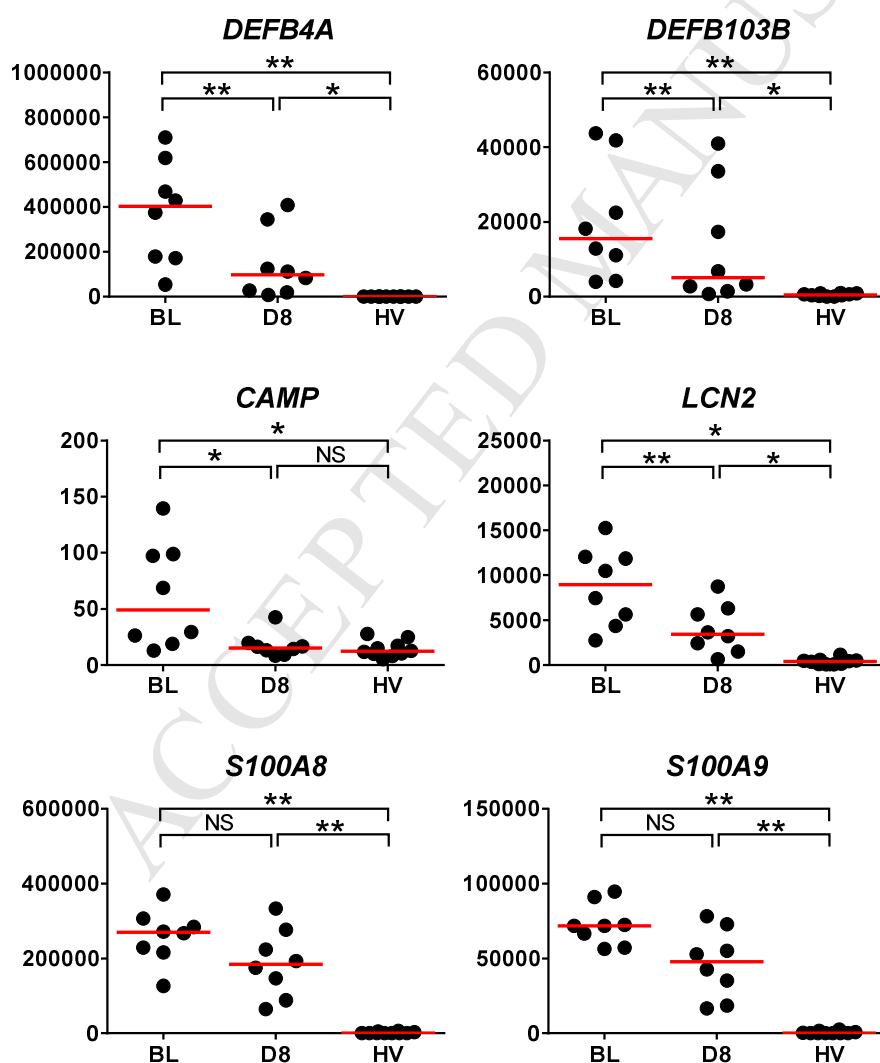 DEFB4A
**
**
*
1000000
800000
600000
400000
200000
0
BL
D8
HV
DEFB103B
**
**
*
60000
40000
20000
0
BL
D8
HV
CAMP
*
*
NS
200
150
100
50
0
BL
D8
HV
LCN2
*
**
*
25000
20000
15000
10000
5000
0
BL
D8
HV
S100A8
**
NS
**
600000
400000
200000
0
BL
D8
HV
S100A9
**
NS
**
150000
100000
50000
0
BL
D8
HV
ACCEPTED MANUS